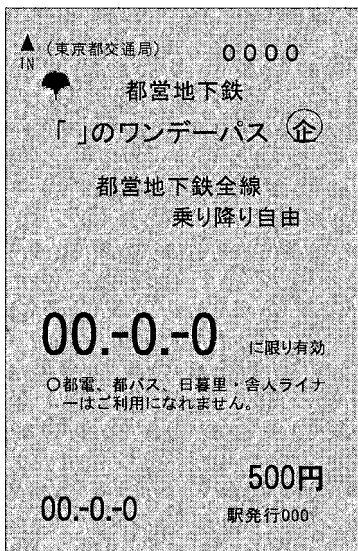 ▲ (東京都交通局) 0000
IN
都営地下鉄
「 」のワンデーパス ㊭
都営地下鉄全線
乗り降り自由
00.-0.-0 に限り有効
○都電、都バス、日暮里・舎人ライナ
ーはご利用になれません。
500円
00.-0.-0 駅発行000